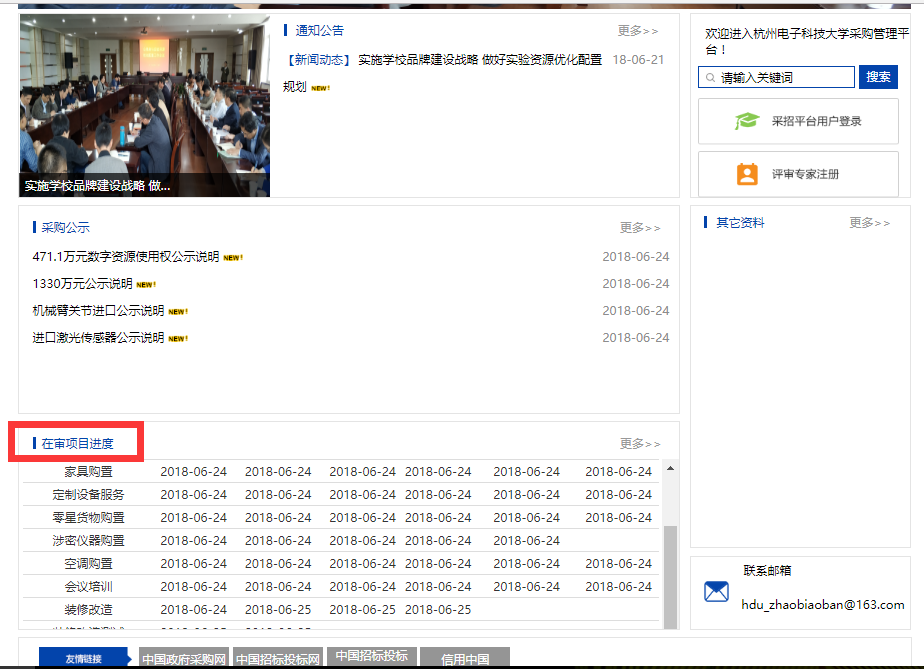 通知公告
更多>>
【新闻动态】 实施学校品牌建设战略 做好实验资源优化配置 18-06-21
规划 NEW!
实施学校品牌建设战略 做...
欢迎进入杭州电子科技大学采购管理平
台！
请输入关键词
搜索
采招平台用户登录
评审专家注册
采购公示
更多>>
471.1万元数字资源使用权公示说明 NEW! 2018-06-24
1330万元公示说明 NEW! 2018-06-24
机械臂关节进口公示说明 NEW! 2018-06-24
进口激光传感器公示说明 NEW! 2018-06-24
其它资料
更多>>
在审项目进度
更多>>
家具购置 2018-06-24 2018-06-24 2018-06-24 2018-06-24 2018-06-24 2018-06-24
定制设备服务 2018-06-24 2018-06-24 2018-06-24 2018-06-24 2018-06-24 2018-06-24
零星货物购置 2018-06-24 2018-06-24 2018-06-24 2018-06-24 2018-06-24 2018-06-24
涉密仪器购置 2018-06-24 2018-06-24 2018-06-24 2018-06-24 2018-06-24
空调购置 2018-06-24 2018-06-24 2018-06-24 2018-06-24 2018-06-24 2018-06-24
会议培训 2018-06-24 2018-06-24 2018-06-24 2018-06-24 2018-06-24 2018-06-24
装修改造 2018-06-24 2018-06-25 2018-06-25 2018-06-25
联系邮箱
hdu_zhaobiaoban@163.com
友情链接
中国政府采购网
中国招标投标网
中国招标投标
信用中国